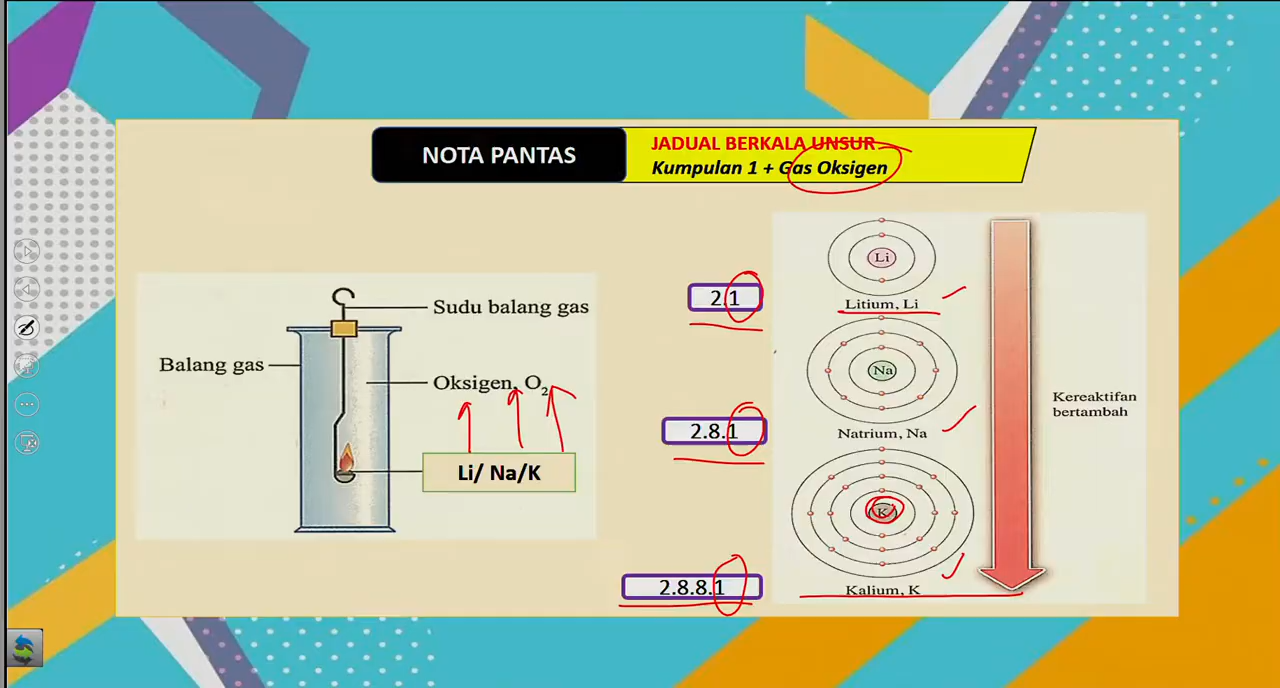 NOTA PANTAS
JADUAL BERKALA UNSUR
Kumpulan 1 + Gas Oksigen
Sudu balang gas
Balang gas
Oksigen, O₂
Li/ Na/K
2.1
2.8.1
2.8.8.1
Li
Litium, Li
Na
Natrium, Na
K
Kalium, K
Kereaktifan
bertambah